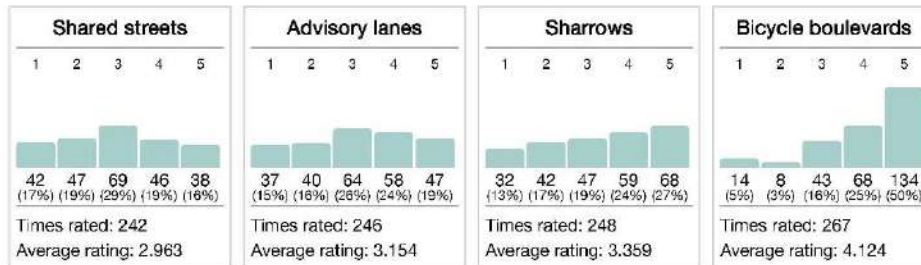 Shared streets
1 2 3 4 5
42 47 69 46 38
(17%) (19%) (29%) (19%) (16%)
Times rated: 242
Average rating: 2.963
Advisory lanes
1 2 3 4 5
37 40 64 58 47
(15%) (16%) (26%) (24%) (19%)
Times rated: 246
Average rating: 3.154
Sharrows
1 2 3 4 5
32 42 47 59 68
(13%) (17%) (19%) (24%) (27%)
Times rated: 248
Average rating: 3.359
Bicycle boulevards
1 2 3 4 5
14 8 43 68 134
(5%) (3%) (16%) (25%) (50%)
Times rated: 267
Average rating: 4.124